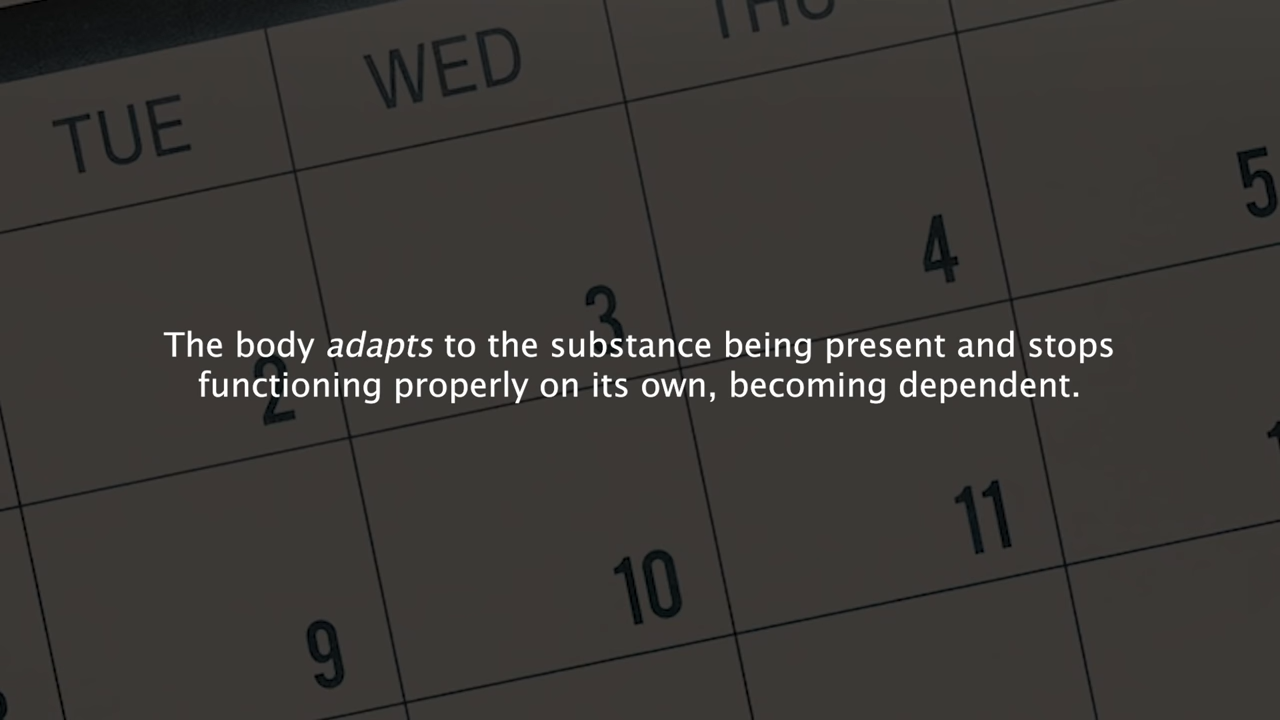 TUE WED THU
5
4
3
The body adapts to the substance being present and stops
2
functioning properly on its own, becoming dependent.
11
10
9